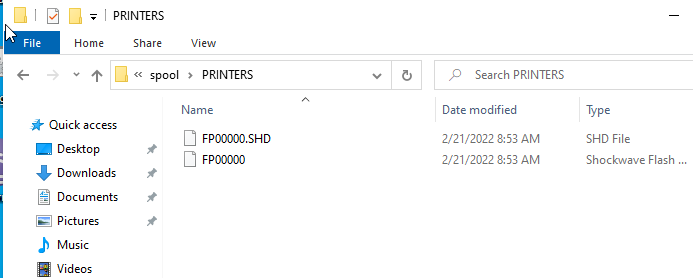 PRINTERS
File Home Share View
« spool > PRINTERS Search PRINTERS
Name Date modified Type
Quick access
FP00000.SHD 2/21/2022 8:53 AM SHD File
Desktop
FP00000 2/21/2022 8:53 AM Shockwave Flash ...
Downloads
Documents
Pictures
Music
Videos